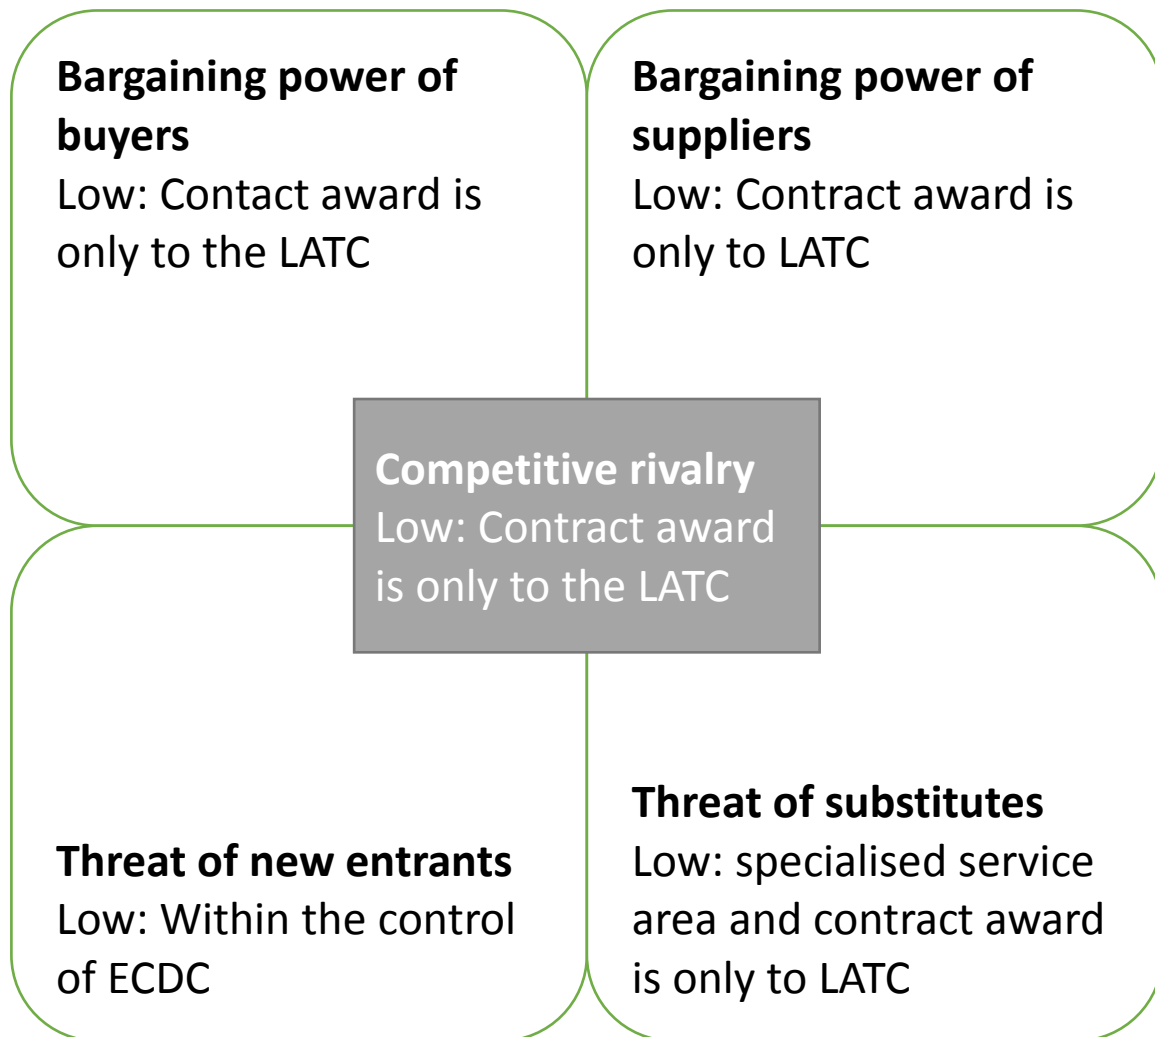 Bargaining power of
buyers
Low: Contact award is
only to the LATC
Bargaining power of
suppliers
Low: Contract award is
only to LATC
Competitive rivalry
Low: Contract award
is only to the LATC
Threat of new entrants
Low: Within the control
of ECDC
Threat of substitutes
Low: specialised service
area and contract award
is only to LATC